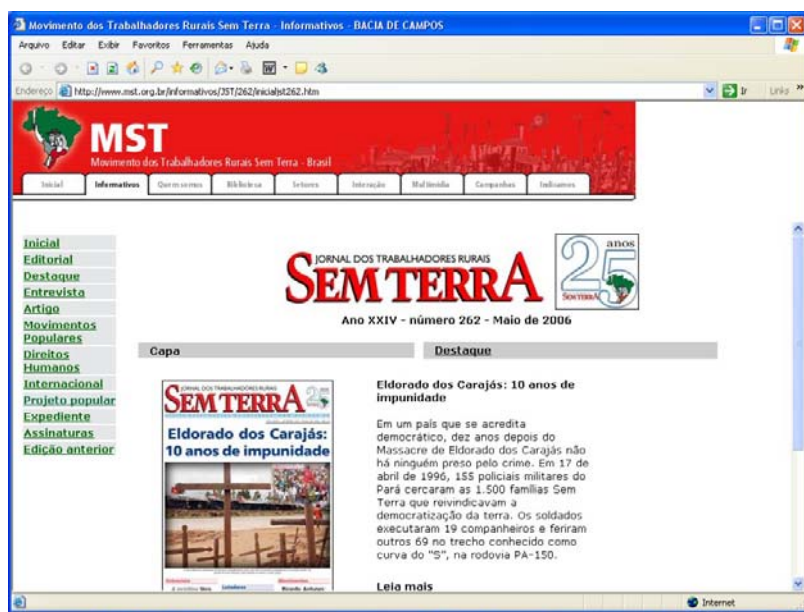 Movimento dos Trabalhadores Rurais Sem Terra - Informativos - BACIA DE CAMPOS
Arquivo Editar Exibir Favoritos Ferramentas Ajuda
Endereço http://www.mst.org.br/informativos/JST/262/inicialjst262.htm Ir Links
MST
Movimento dos Trabalhadores Rurais Sem Terra - Brasil
Inicial Informativos Quem somos Biblioteca Setores Interação Multimídia Campanhas Indicamos
Inicial
Editorial
Destaque
Entrevista
Artigo
Movimentos
Populares
Direitos
Humanos
Internacional
Projeto popular
Expediente
Assinaturas
Edição anterior
JORNAL DOS TRABALHADORES RURAIS
SEM TERRA
25 anos
SEM TERRA
Ano XXIV - número 262 - Maio de 2006
Capa
Destaque
JORNAL DOS TRABALHADORES RURAIS
SEM TERRA
25
Eldorado dos Carajás:
10 anos de impunidade
Eldorado dos Carajás: 10 anos de
impunidade
Em um país que se acredita
democrático, dez anos depois do
Massacre de Eldorado dos Carajás não
há ninguém preso pelo crime. Em 17 de
abril de 1996, 155 policiais militares do
Pará cercaram as 1.500 famílias Sem
Terra que reivindicavam a
democratização da terra. Os soldados
executaram 19 companheiros e feriram
outros 69 no trecho conhecido como
curva do "S", na rodovia PA-150.
Leia mais
Internet